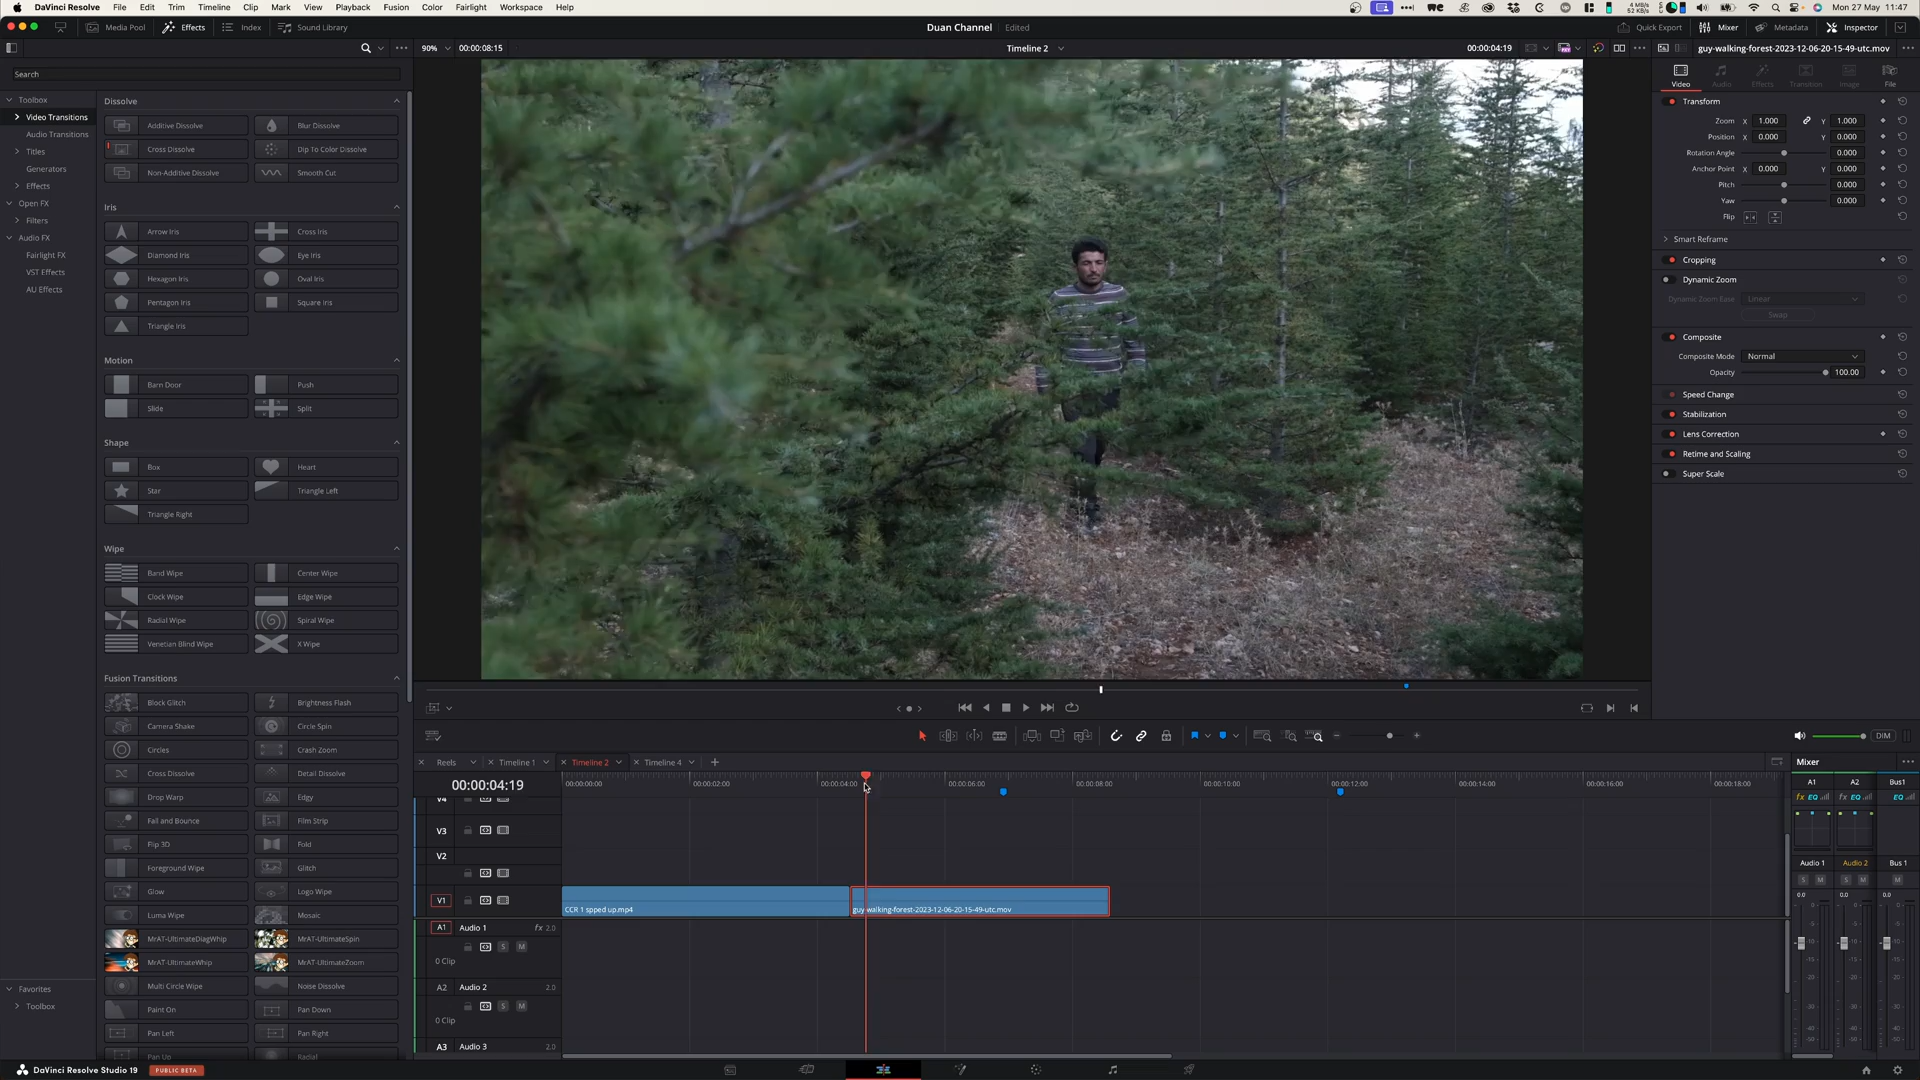 DaVinci Resolve File Edit Trim Timeline Clip Mark View Playback Fusion Color Fairlight Workspace Help
4 MB/s
52 KB/s
Mon 27 May 11:47
Media Pool Effects Index Sound Library
Duan Channel Edited
Quick Export Mixer Metadata Inspector
90% 00:00:08:15
Timeline 2
00:00:04:19
guy-walking-forest-2023-12-06-20-15-49-utc.mov
Search
Toolbox
Video Transitions
Audio Transitions
Titles
Generators
Effects
Open FX
Filters
Audio FX
Fairlight FX
VST Effects
AU Effects
Favorites
Toolbox
Dissolve
Additive Dissolve Blur Dissolve
Cross Dissolve Dip To Color Dissolve
Non-Additive Dissolve Smooth Cut
Iris
Arrow Iris Cross Iris
Diamond Iris Eye Iris
Hexagon Iris Oval Iris
Pentagon Iris Square Iris
Triangle Iris
Motion
Barn Door Push
Slide Split
Shape
Box Heart
Star Triangle Left
Triangle Right
Wipe
Band Wipe Center Wipe
Clock Wipe Edge Wipe
Radial Wipe Spiral Wipe
Venetian Blind Wipe X Wipe
Fusion Transitions
Block Glitch Brightness Flash
Camera Shake Circle Spin
Circles Crash Zoom
Cross Dissolve Detail Dissolve
Drop Warp Edgy
Fall and Bounce Film Strip
Flip 3D Fold
Foreground Wipe Glitch
Glow Logo Wipe
Luma Wipe Mosaic
MrAT-UltimateDiagWhip MrAT-UltimateSpin
MrAT-UltimateWhip MrAT-UltimateZoom
Multi Circle Wipe Noise Dissolve
Paint On Pan Down
Pan Left Pan Right
Pan Up Radial
Video Audio Effects Transition Image File
Transform
Zoom X 1.000 Y 1.000
Position X 0.000 Y 0.000
Rotation Angle 0.000
Anchor Point X 0.000 Y 0.000
Pitch 0.000
Yaw 0.000
Flip
Smart Reframe
Cropping
Dynamic Zoom
Dynamic Zoom Ease Linear
Swap
Composite
Composite Mode Normal
Opacity 100.00
Speed Change
Stabilization
Lens Correction
Retime and Scaling
Super Scale
DIM
Reels Timeline 1 Timeline 2 Timeline 4
00:00:04:19
00:00:00:00 00:00:02:00 00:00:04:00 00:00:06:00 00:00:08:00 00:00:10:00 00:00:12:00 00:00:14:00 00:00:16:00 00:00:18:00
V4
V3
V2
V1
CCR 1 spped up.mp4
guy-walking-forest-2023-12-06-20-15-49-utc.mov
A1 Audio 1 fx 2.0
S M
0 Clip
A2 Audio 2 2.0
S M
0 Clip
A3 Audio 3 2.0
Mixer
A1 A2 Bus1
fx EQ fx EQ EQ
Audio 1 Audio 2 Bus 1
S M S M M
0.0 0.0 0.0
DaVinci Resolve Studio 19 PUBLIC BETA